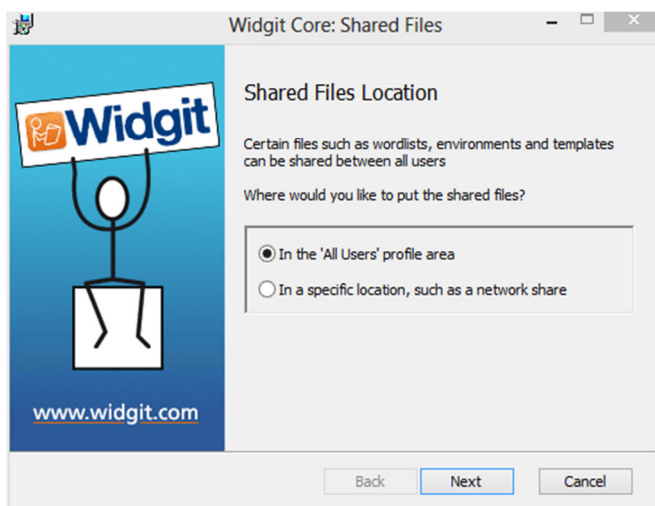 Widgit Core: Shared Files
Widgit
www.widgit.com
Shared Files Location
Certain files such as wordlists, environments and templates
can be shared between all users
Where would you like to put the shared files?
In the 'All Users' profile area
In a specific location, such as a network share
Back Next Cancel